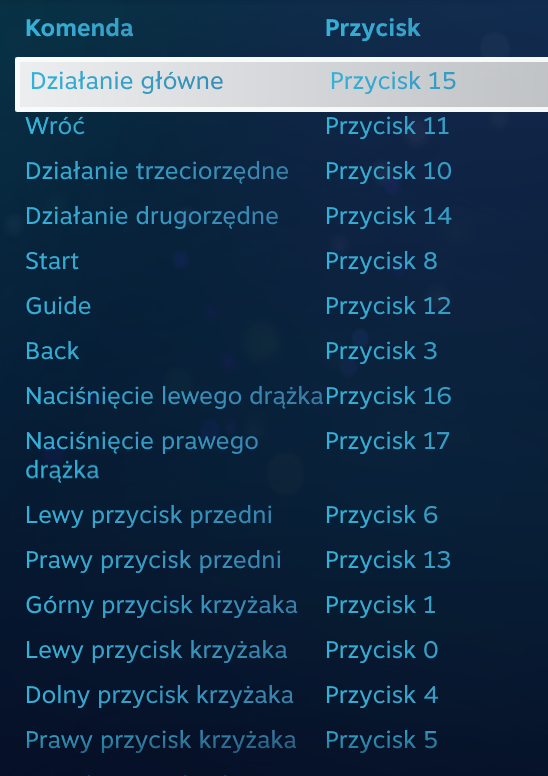 Komenda Przycisk
Działanie główne Przycisk 15
Wróć Przycisk 11
Działanie trzeciorzędne Przycisk 10
Działanie drugorzędne Przycisk 14
Start Przycisk 8
Guide Przycisk 12
Back Przycisk 3
Naciśnięcie lewego drążka Przycisk 16
Naciśnięcie prawego Przycisk 17
drążka
Lewy przycisk przedni Przycisk 6
Prawy przycisk przedni Przycisk 13
Górny przycisk krzyżaka Przycisk 1
Lewy przycisk krzyżaka Przycisk 0
Dolny przycisk krzyżaka Przycisk 4
Prawy przycisk krzyżaka Przycisk 5